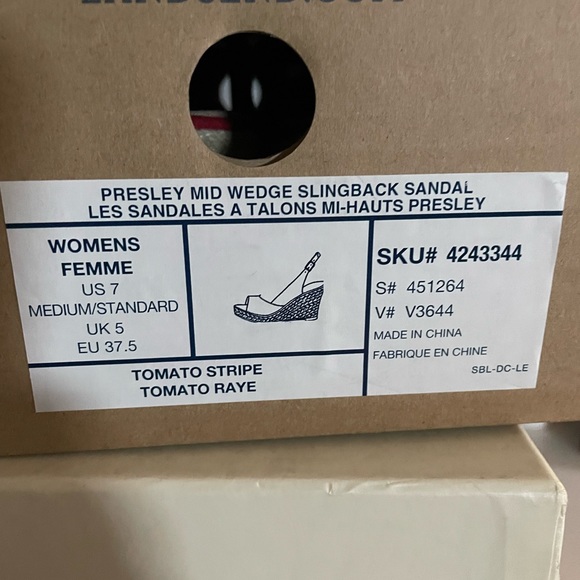 PRESLEY MID WEDGE SLINGBACK SANDAL
LES SANDALES A TALONS MI-HAUTS PRESLEY
WOMENS
FEMME
US 7
MEDIUM/STANDARD
UK 5
EU 37.5
SKU# 4243344
S# 451264
V# V3644
MADE IN CHINA
FABRIQUE EN CHINE
SBL-DC-LE
TOMATO STRIPE
TOMATO RAYE